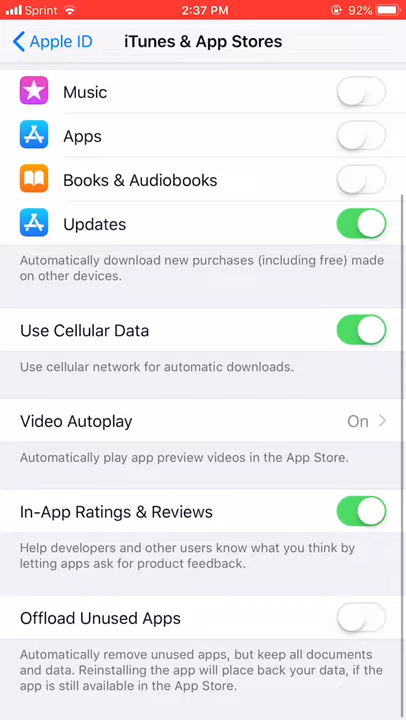 Sprint 2:37 PM 92%
Apple ID iTunes & App Stores
Music
Apps
Books & Audiobooks
Updates
Automatically download new purchases (including free) made
on other devices.
Use Cellular Data
Use cellular network for automatic downloads.
Video Autoplay On
Automatically play app preview videos in the App Store.
In-App Ratings & Reviews
Help developers and other users know what you think by
letting apps ask for product feedback.
Offload Unused Apps
Automatically remove unused apps, but keep all documents
and data. Reinstalling the app will place back your data, if the
app is still available in the App Store.